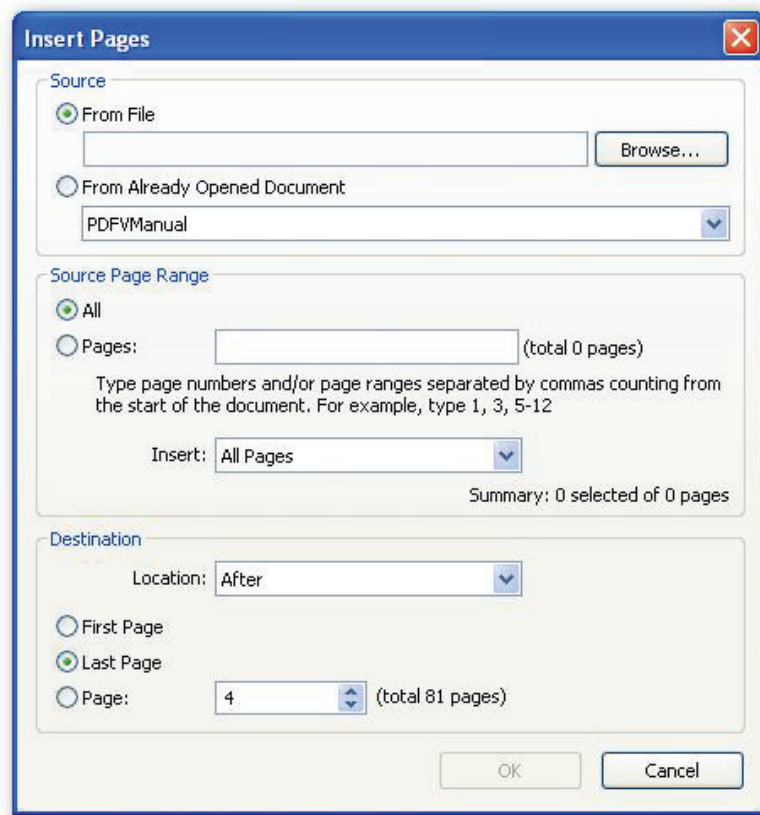 Insert Pages
Source
From File
Browse...
From Already Opened Document
PDFVManual
Source Page Range
All
Pages: (total 0 pages)
Type page numbers and/or page ranges separated by commas counting from
the start of the document. For example, type 1, 3, 5-12
Insert: All Pages
Summary: 0 selected of 0 pages
Destination
Location: After
First Page
Last Page
Page: 4 (total 81 pages)
OK Cancel